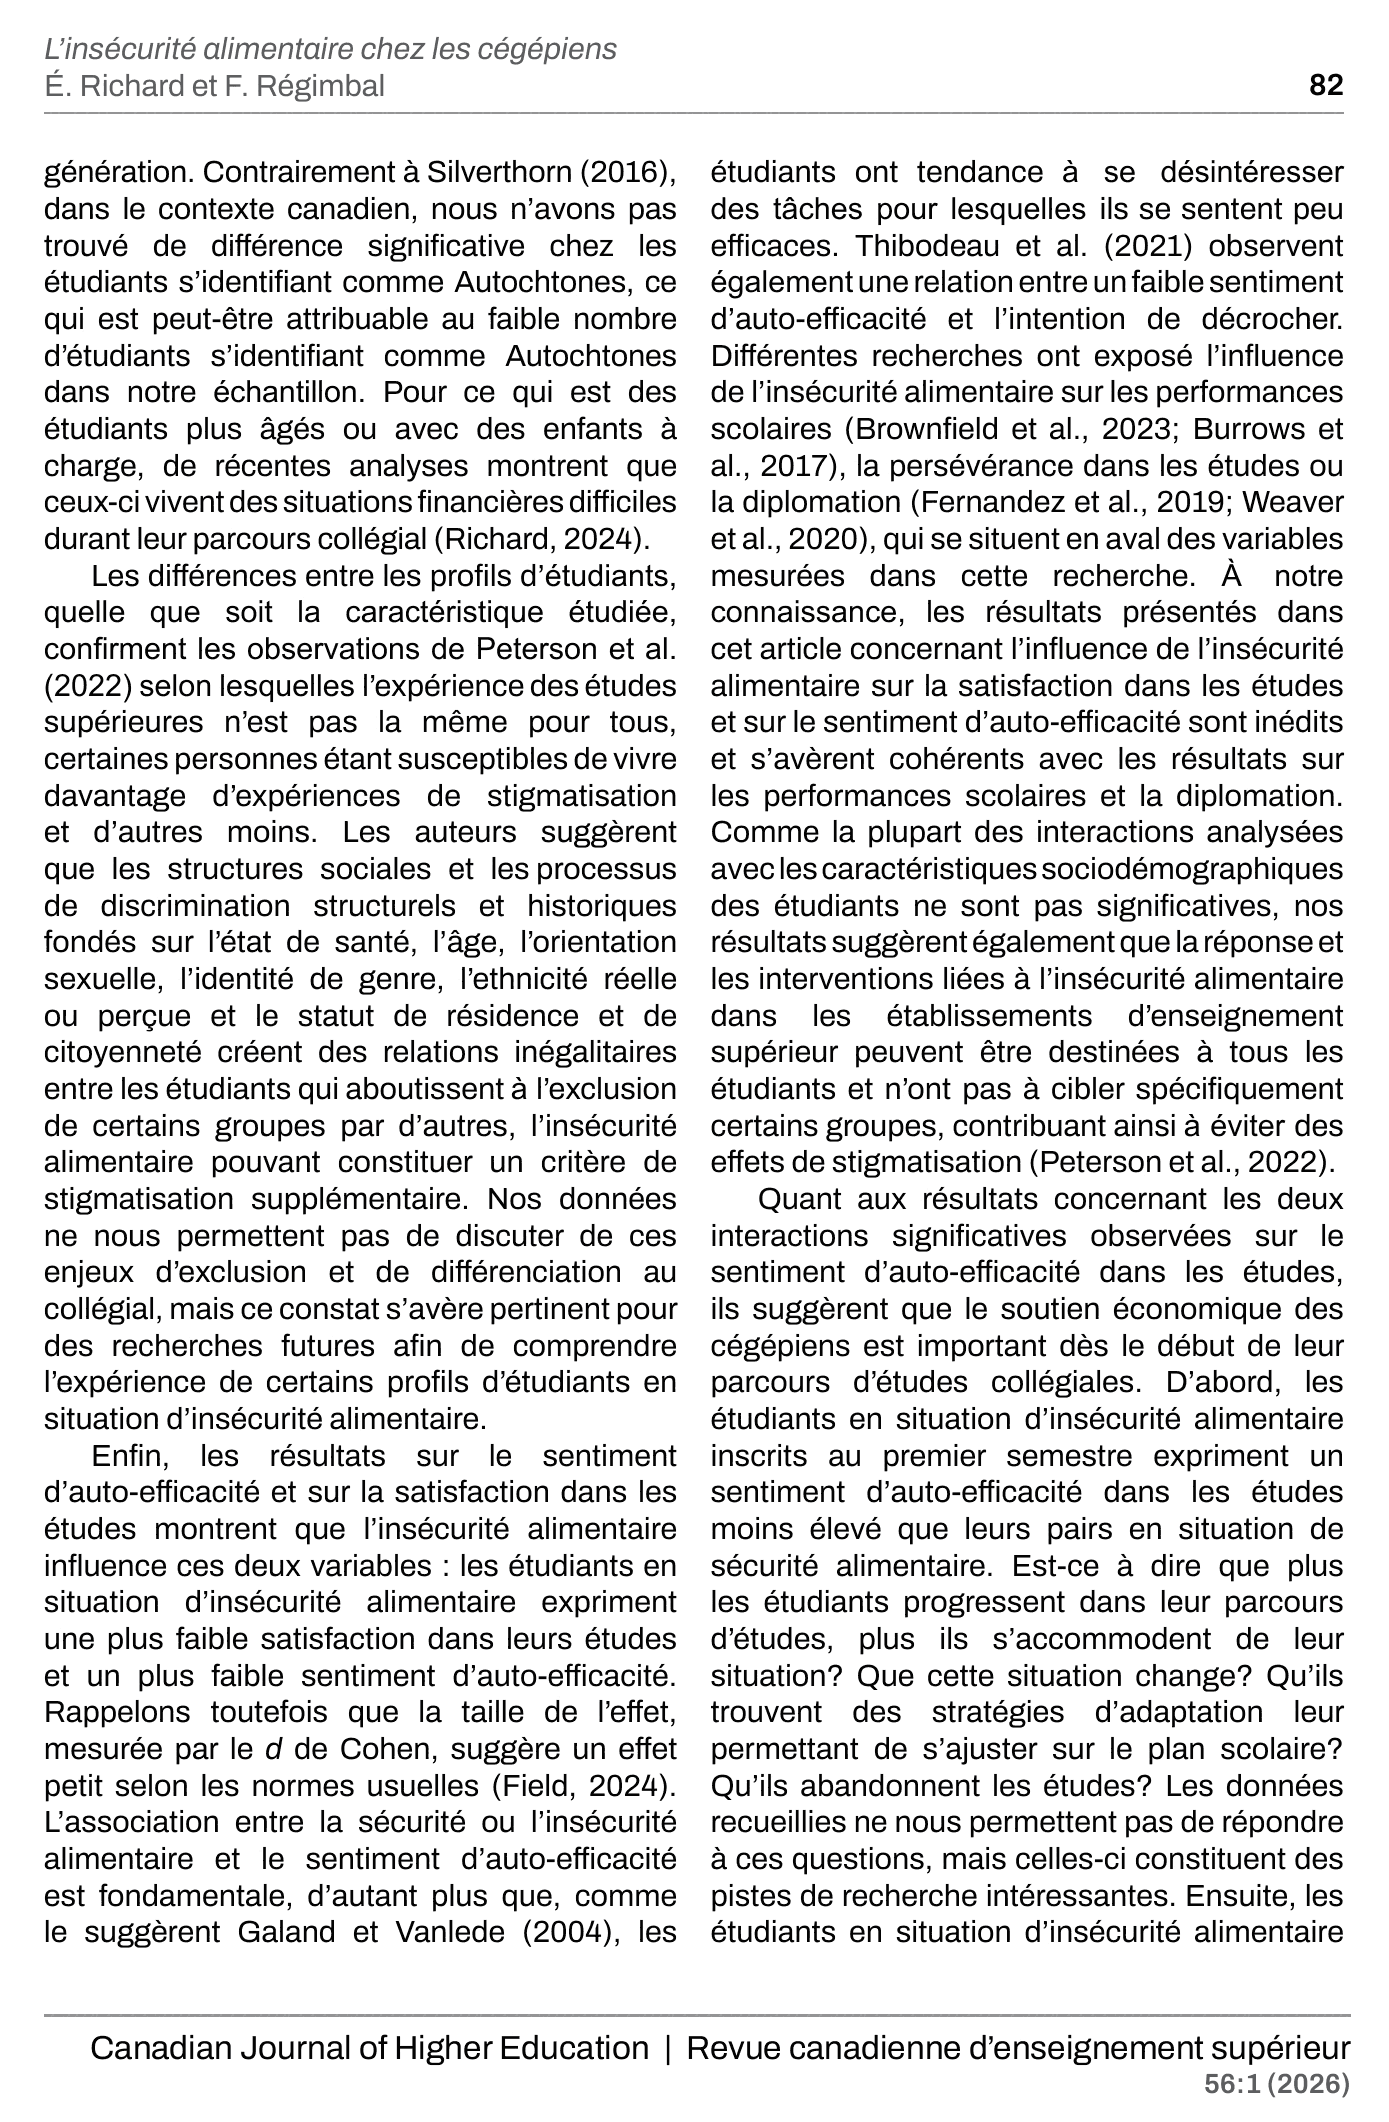 L’insécurité alimentaire chez les cégépiens
É. Richard et F. Régimbal
82
génération. Contrairement à Silverthorn (2016),
dans le contexte canadien, nous n’avons pas
trouvé de différence significative chez les
étudiants s’identifiant comme Autochtones, ce
qui est peut-être attribuable au faible nombre
d’étudiants s’identifiant comme Autochtones
dans notre échantillon. Pour ce qui est des
étudiants plus âgés ou avec des enfants à
charge, de récentes analyses montrent que
ceux-ci vivent des situations financières difficiles
durant leur parcours collégial (Richard, 2024).
Les différences entre les profils d’étudiants,
quelle que soit la caractéristique étudiée,
confirment les observations de Peterson et al.
(2022) selon lesquelles l’expérience des études
supérieures n’est pas la même pour tous,
certaines personnes étant susceptibles de vivre
davantage d’expériences de stigmatisation
et d’autres moins. Les auteurs suggèrent
que les structures sociales et les processus
de discrimination structurels et historiques
fondés sur l’état de santé, l’âge, l’orientation
sexuelle, l’identité de genre, l’ethnicité réelle
ou perçue et le statut de résidence et de
citoyenneté créent des relations inégalitaires
entre les étudiants qui aboutissent à l’exclusion
de certains groupes par d’autres, l’insécurité
alimentaire pouvant constituer un critère de
stigmatisation supplémentaire. Nos données
ne nous permettent pas de discuter de ces
enjeux d’exclusion et de différenciation au
collégial, mais ce constat s’avère pertinent pour
des recherches futures afin de comprendre
l’expérience de certains profils d’étudiants en
situation d’insécurité alimentaire.
Enfin, les résultats sur le sentiment
d’auto-efficacité et sur la satisfaction dans les
études montrent que l’insécurité alimentaire
influence ces deux variables : les étudiants en
situation d’insécurité alimentaire expriment
une plus faible satisfaction dans leurs études
et un plus faible sentiment d’auto-efficacité.
Rappelons toutefois que la taille de l’effet,
mesurée par le d de Cohen, suggère un effet
petit selon les normes usuelles (Field, 2024).
L’association entre la sécurité ou l’insécurité
alimentaire et le sentiment d’auto-efficacité
est fondamentale, d’autant plus que, comme
le suggèrent Galand et Vanlede (2004), les
étudiants ont tendance à se désintéresser
des tâches pour lesquelles ils se sentent peu
efficaces. Thibodeau et al. (2021) observent
également une relation entre un faible sentiment
d’auto-efficacité et l’intention de décrocher.
Différentes recherches ont exposé l’influence
de l’insécurité alimentaire sur les performances
scolaires (Brownfield et al., 2023; Burrows et
al., 2017), la persévérance dans les études ou
la diplomation (Fernandez et al., 2019; Weaver
et al., 2020), qui se situent en aval des variables
mesurées dans cette recherche. À notre
connaissance, les résultats présentés dans
cet article concernant l’influence de l’insécurité
alimentaire sur la satisfaction dans les études
et sur le sentiment d’auto-efficacité sont inédits
et s’avèrent cohérents avec les résultats sur
les performances scolaires et la diplomation.
Comme la plupart des interactions analysées
avec les caractéristiques sociodémographiques
des étudiants ne sont pas significatives, nos
résultats suggèrent également que la réponse et
les interventions liées à l’insécurité alimentaire
dans les établissements d’enseignement
supérieur peuvent être destinées à tous les
étudiants et n’ont pas à cibler spécifiquement
certains groupes, contribuant ainsi à éviter des
effets de stigmatisation (Peterson et al., 2022).
Quant aux résultats concernant les deux
interactions significatives observées sur le
sentiment d’auto-efficacité dans les études,
ils suggèrent que le soutien économique des
cégépiens est important dès le début de leur
parcours d’études collégiales. D’abord, les
étudiants en situation d’insécurité alimentaire
inscrits au premier semestre expriment un
sentiment d’auto-efficacité dans les études
moins élevé que leurs pairs en situation de
sécurité alimentaire. Est-ce à dire que plus
les étudiants progressent dans leur parcours
d’études, plus ils s’accommodent de leur
situation? Que cette situation change? Qu’ils
trouvent des stratégies d’adaptation leur
permettant de s’ajuster sur le plan scolaire?
Qu’ils abandonnent les études? Les données
recueillies ne nous permettent pas de répondre
à ces questions, mais celles-ci constituent des
pistes de recherche intéressantes. Ensuite, les
étudiants en situation d’insécurité alimentaire
Canadian Journal of Higher Education | Revue canadienne d’enseignement supérieur
56:1 (2026)